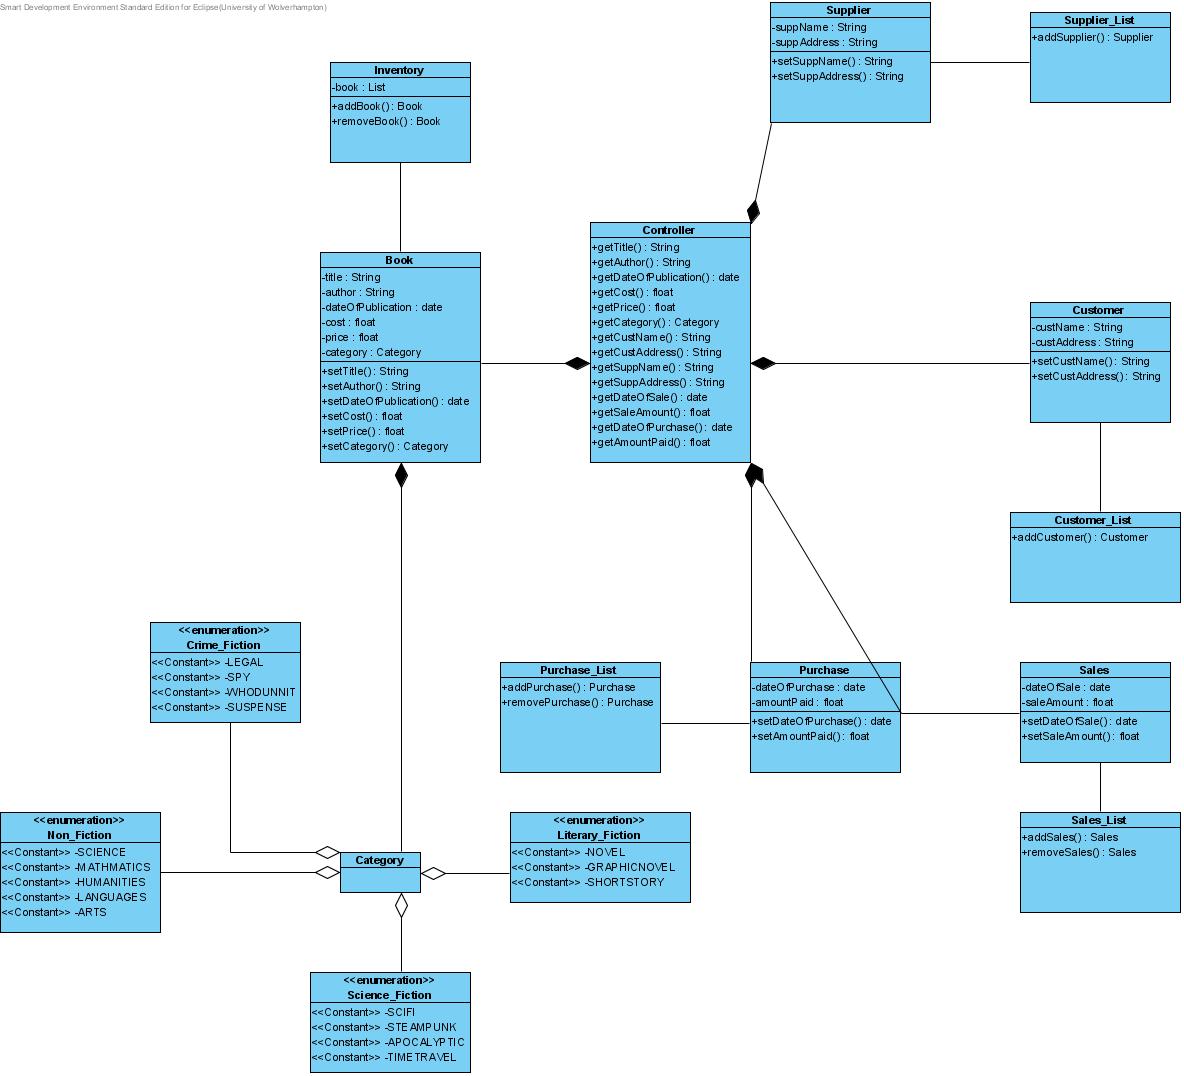 Smart Development Environment Standard Edition for Eclipse(University of Wolverhampton)
Supplier
-suppName : String
-suppAddress : String
+setSuppName() : String
+setSuppAddress() : String
Supplier_List
+addSupplier() : Supplier
Inventory
-book : List
+addBook() : Book
+removeBook() : Book
Book
-title : String
-author : String
-dateOfPublication : date
-cost : float
-price : float
-category : Category
+setTitle() : String
+setAuthor() : String
+setDateOfPublication() : date
+setCost() : float
+setPrice() : float
+setCategory() : Category
Controller
+getTitle() : String
+getAuthor() : String
+getDateOfPublication() : date
+getCost() : float
+getPrice() : float
+getCategory() : Category
+getCustName() : String
+getCustAddress() : String
+getSuppName() : String
+getSuppAddress() : String
+getDateOfSale() : date
+getSaleAmount() : float
+getDateOfPurchase() : date
+getAmountPaid() : float
Customer
-custName : String
-custAddress : String
+setCustName() : String
+setCustAddress() : String
Customer_List
+addCustomer() : Customer
<<enumeration>>
Crime_Fiction
<<Constant>> -LEGAL
<<Constant>> -SPY
<<Constant>> -WHODUNNIT
<<Constant>> -SUSPENSE
Purchase_List
+addPurchase() : Purchase
+removePurchase() : Purchase
Purchase
-dateOfPurchase : date
-amountPaid : float
+setDateOfPurchase() : date
+setAmountPaid() : float
Sales
-dateOfSale : date
-saleAmount : float
+setDateOfSale() : date
+setSaleAmount() : float
<<enumeration>>
Non_Fiction
<<Constant>> -SCIENCE
<<Constant>> -MATHMATICS
<<Constant>> -HUMANITIES
<<Constant>> -LANGUAGES
<<Constant>> -ARTS
Category
<<enumeration>>
Literary_Fiction
<<Constant>> -NOVEL
<<Constant>> -GRAPHICNOVEL
<<Constant>> -SHORTSTORY
Sales_List
+addSales() : Sales
+removeSales() : Sales
<<enumeration>>
Science_Fiction
<<Constant>> -SCIFI
<<Constant>> -STEAMPUNK
<<Constant>> -APOCALYPTIC
<<Constant>> -TIMETRAVEL